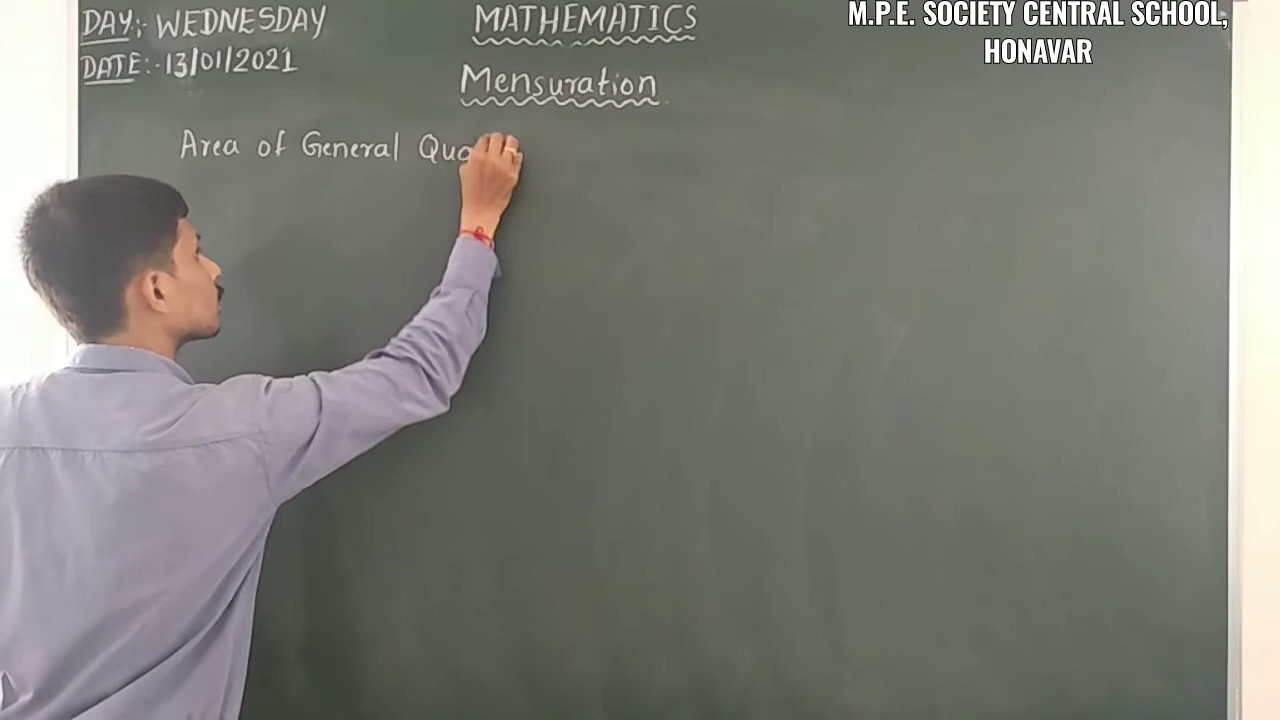 DAY:- WEDNESDAY
DATE:- 13/01/2021
MATHEMATICS
Mensuration
M.P.E. SOCIETY CENTRAL SCHOOL,
HONAVAR
Area of General Qua